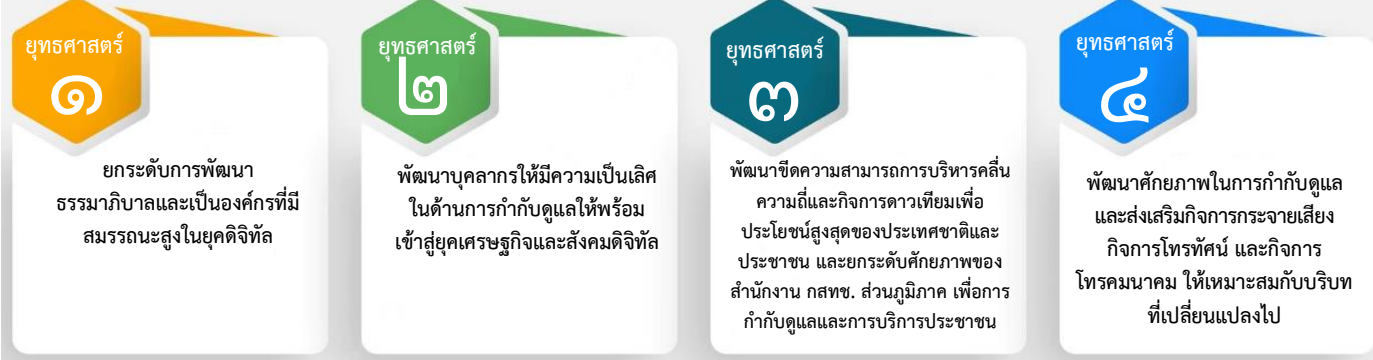 ยุทธศาสตร์
๑
ยกระดับการพัฒนา
ธรรมาภิบาลและเป็นองค์กรที่มี
สมรรถนะสูงในยุคดิจิทัล
ยุทธศาสตร์
๒
พัฒนาบุคลากรให้มีความเป็นเลิศ
ในด้านการกำกับดูแลให้พร้อม
เข้าสู่ยุคเศรษฐกิจและสังคมดิจิทัล
ยุทธศาสตร์
๓
พัฒนาขีดความสามารถการบริหารคลื่น
ความถี่และกิจการดาวเทียมเพื่อ
ประโยชน์สูงสุดของประเทศชาติและ
ประชาชน และยกระดับศักยภาพของ
สำนักงาน กสทช. ส่วนภูมิภาค เพื่อการ
กำกับดูแลและการบริการประชาชน
ยุทธศาสตร์
๔
พัฒนาศักยภาพในการกำกับดูแล
และส่งเสริมกิจการกระจายเสียง
กิจการโทรทัศน์ และกิจการ
โทรคมนาคม ให้เหมาะสมกับบริบท
ที่เปลี่ยนแปลงไป